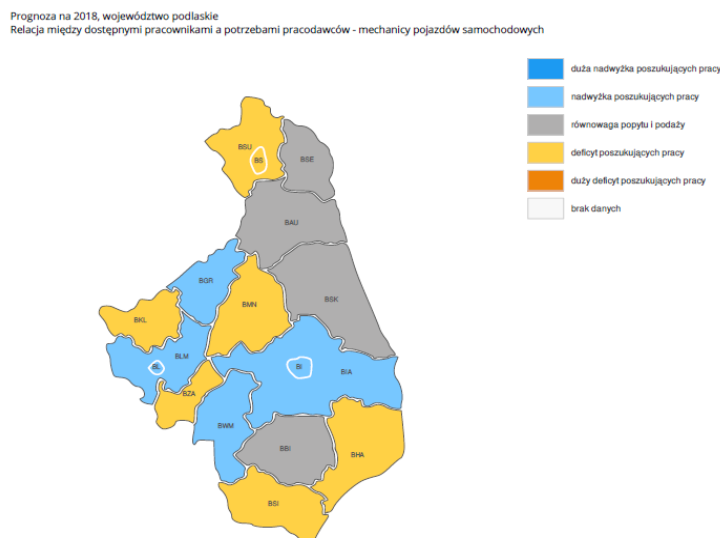 Prognoza na 2018, województwo podlaskie
Relacja między dostępnymi pracownikami a potrzebami pracodawców - mechanicy pojazdów samochodowych
duża nadwyżka poszukujących pracy
nadwyżka poszukujących pracy
równowaga popytu i podaży
deficyt poszukujących pracy
duży deficyt poszukujących pracy
brak danych
BSU
BS
BSE
BAU
BGR
BMN
BSK
BKL
BLM
BL
BI
BIA
BZA
BWM
BBI
BHA
BSI